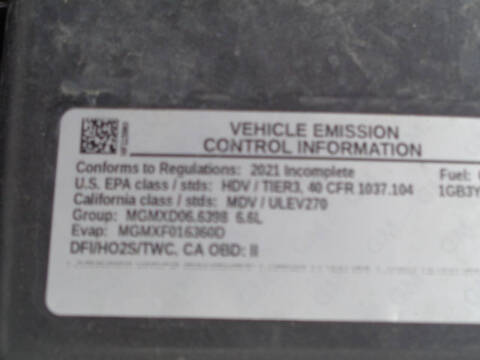 VEHICLE EMISSION
CONTROL INFORMATION
Conforms to Regulations: 2021 Incomplete Fuel:
U.S. EPA class / stds: HDV / TIER3, 40 CFR 1037.104 1GB3Y
California class / stds: MDV / ULEV270
Group: MGMXD06.6398 6.6L
Evap: MGMXF016360D
DFI/HO2S/TWC, CA OBD: II